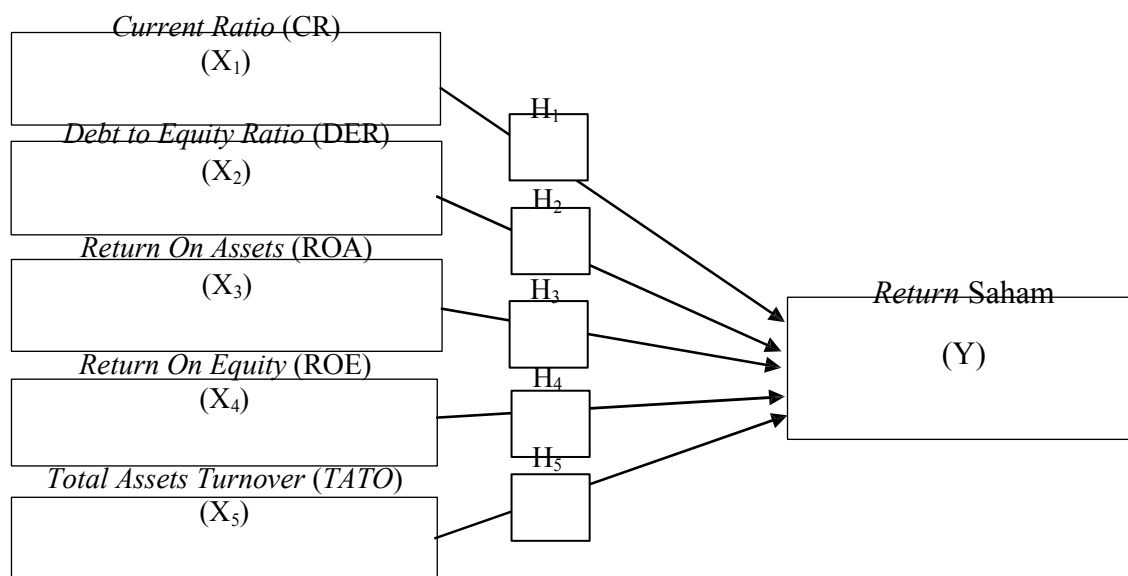 Current Ratio (CR)
(X₁)
H₁
Debt to Equity Ratio (DER)
(X₂)
H₂
Return On Assets (ROA)
(X₃)
H₃
Return On Equity (ROE)
(X₄)
H₄
Total Assets Turnover (TATO)
(X₅)
H₅
Return Saham
(Y)